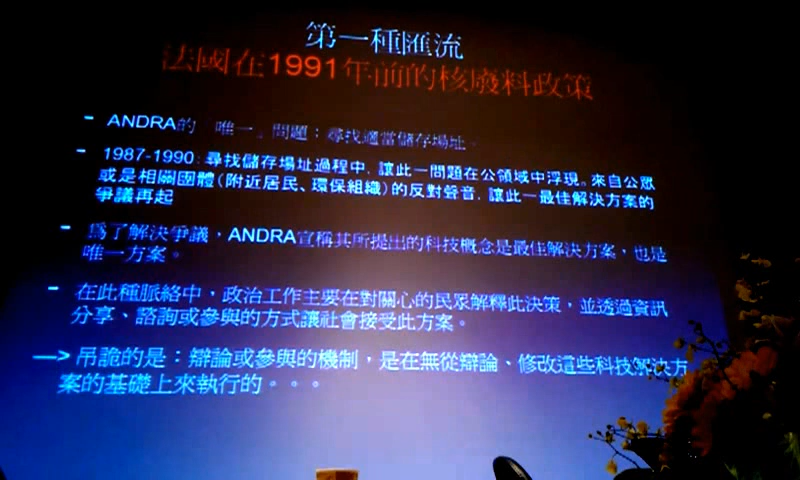 第一種匯流
法國在1991年前的核廢料政策
- ANDRA的「唯一」問題：尋找適當儲存場址。
- 1987-1990: 尋找儲存場址過程中, 讓此一問題在公領域中浮現。來自公眾
或是相關團體(附近居民、環保組織)的反對聲音, 讓此一最佳解決方案的
爭議再起
- 為了解決爭議，ANDRA宣稱其所提出的科技概念是最佳解決方案，也是
唯一方案。
- 在此種脈絡中，政治工作主要在對關心的民眾解釋此決策，並透過資訊
分享、諮詢或參與的方式讓社會接受此方案。
—> 吊詭的是：辯論或參與的機制，是在無從辯論、修改這些科技解決方
案的基礎上來執行的。。。